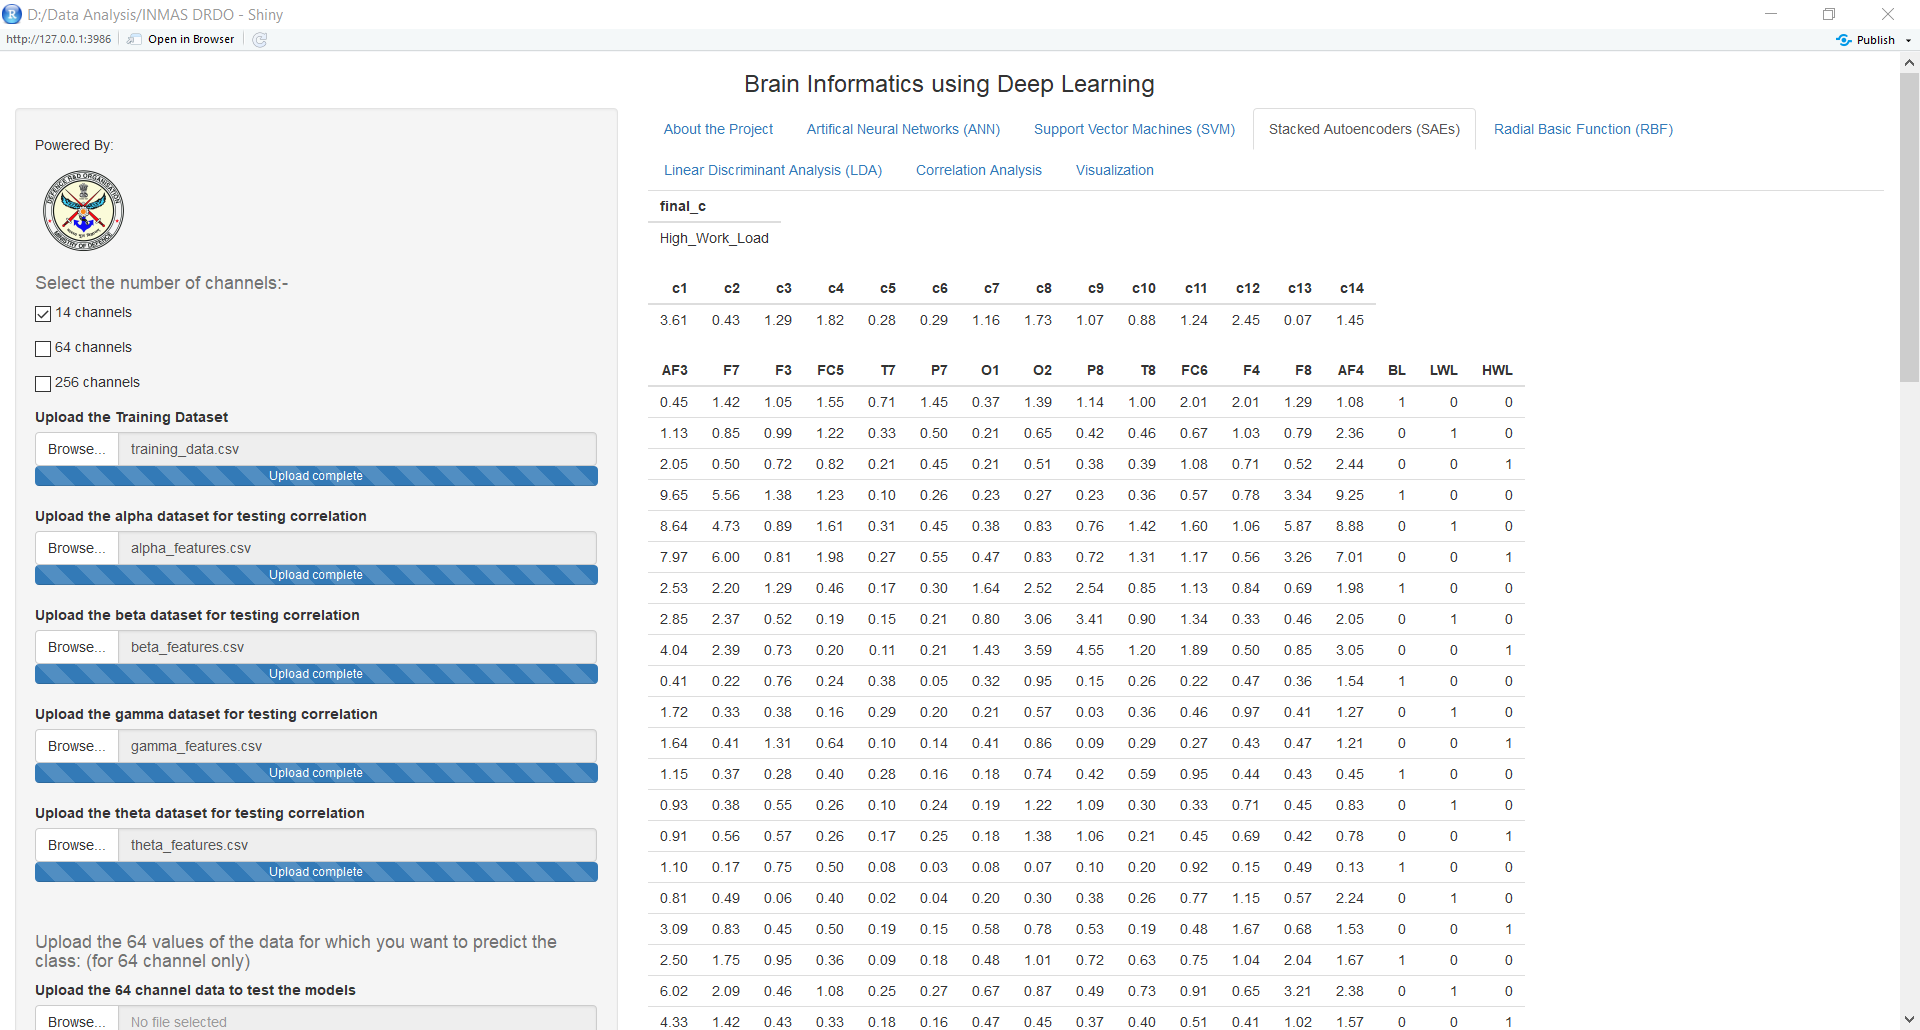 D:/Data Analysis/INMAS DRDO - Shiny
http://127.0.0.1:3986 Open in Browser Publish
Brain Informatics using Deep Learning
Powered By:
DEFENCE R&D ORGANISATION
MINISTRY OF DEFENCE
Select the number of channels:-
14 channels
64 channels
256 channels
Upload the Training Dataset
Browse... training_data.csv
Upload complete
Upload the alpha dataset for testing correlation
Browse... alpha_features.csv
Upload complete
Upload the beta dataset for testing correlation
Browse... beta_features.csv
Upload complete
Upload the gamma dataset for testing correlation
Browse... gamma_features.csv
Upload complete
Upload the theta dataset for testing correlation
Browse... theta_features.csv
Upload complete
Upload the 64 values of the data for which you want to predict the
class: (for 64 channel only)
Upload the 64 channel data to test the models
Browse... No file selected
About the Project Artifical Neural Networks (ANN) Support Vector Machines (SVM) Stacked Autoencoders (SAEs) Radial Basic Function (RBF)
Linear Discriminant Analysis (LDA) Correlation Analysis Visualization
final_c
High_Work_Load
c1 c2 c3 c4 c5 c6 c7 c8 c9 c10 c11 c12 c13 c14
3.61 0.43 1.29 1.82 0.28 0.29 1.16 1.73 1.07 0.88 1.24 2.45 0.07 1.45
AF3 F7 F3 FC5 T7 P7 O1 O2 P8 T8 FC6 F4 F8 AF4 BL LWL HWL
0.45 1.42 1.05 1.55 0.71 1.45 0.37 1.39 1.14 1.00 2.01 2.01 1.29 1.08 1 0 0
1.13 0.85 0.99 1.22 0.33 0.50 0.21 0.65 0.42 0.46 0.67 1.03 0.79 2.36 0 1 0
2.05 0.50 0.72 0.82 0.21 0.45 0.21 0.51 0.38 0.39 1.08 0.71 0.52 2.44 0 0 1
9.65 5.56 1.38 1.23 0.10 0.26 0.23 0.27 0.23 0.36 0.57 0.78 3.34 9.25 1 0 0
8.64 4.73 0.89 1.61 0.31 0.45 0.38 0.83 0.76 1.42 1.60 1.06 5.87 8.88 0 1 0
7.97 6.00 0.81 1.98 0.27 0.55 0.47 0.83 0.72 1.31 1.17 0.56 3.26 7.01 0 0 1
2.53 2.20 1.29 0.46 0.17 0.30 1.64 2.52 2.54 0.85 1.13 0.84 0.69 1.98 1 0 0
2.85 2.37 0.52 0.19 0.15 0.21 0.80 3.06 3.41 0.90 1.34 0.33 0.46 2.05 0 1 0
4.04 2.39 0.73 0.20 0.11 0.21 1.43 3.59 4.55 1.20 1.89 0.50 0.85 3.05 0 0 1
0.41 0.22 0.76 0.24 0.38 0.05 0.32 0.95 0.15 0.26 0.22 0.47 0.36 1.54 1 0 0
1.72 0.33 0.38 0.16 0.29 0.20 0.21 0.57 0.03 0.36 0.46 0.97 0.41 1.27 0 1 0
1.64 0.41 1.31 0.64 0.10 0.14 0.41 0.86 0.09 0.29 0.27 0.43 0.47 1.21 0 0 1
1.15 0.37 0.28 0.40 0.28 0.16 0.18 0.74 0.42 0.59 0.95 0.44 0.43 0.45 1 0 0
0.93 0.38 0.55 0.26 0.10 0.24 0.19 1.22 1.09 0.30 0.33 0.71 0.45 0.83 0 1 0
0.91 0.56 0.57 0.26 0.17 0.25 0.18 1.38 1.06 0.21 0.45 0.69 0.42 0.78 0 0 1
1.10 0.17 0.75 0.50 0.08 0.03 0.08 0.07 0.10 0.20 0.92 0.15 0.49 0.13 1 0 0
0.81 0.49 0.06 0.40 0.02 0.04 0.20 0.30 0.38 0.26 0.77 1.15 0.57 2.24 0 1 0
3.09 0.83 0.45 0.50 0.19 0.15 0.58 0.78 0.53 0.19 0.48 1.67 0.68 1.53 0 0 1
2.50 1.75 0.95 0.36 0.09 0.18 0.48 1.01 0.72 0.63 0.75 1.04 2.04 1.67 1 0 0
6.02 2.09 0.46 1.08 0.25 0.27 0.67 0.87 0.49 0.73 0.91 0.65 3.21 2.38 0 1 0
4.33 1.42 0.43 0.33 0.18 0.16 0.47 0.45 0.37 0.40 0.51 0.41 1.02 1.57 0 0 1